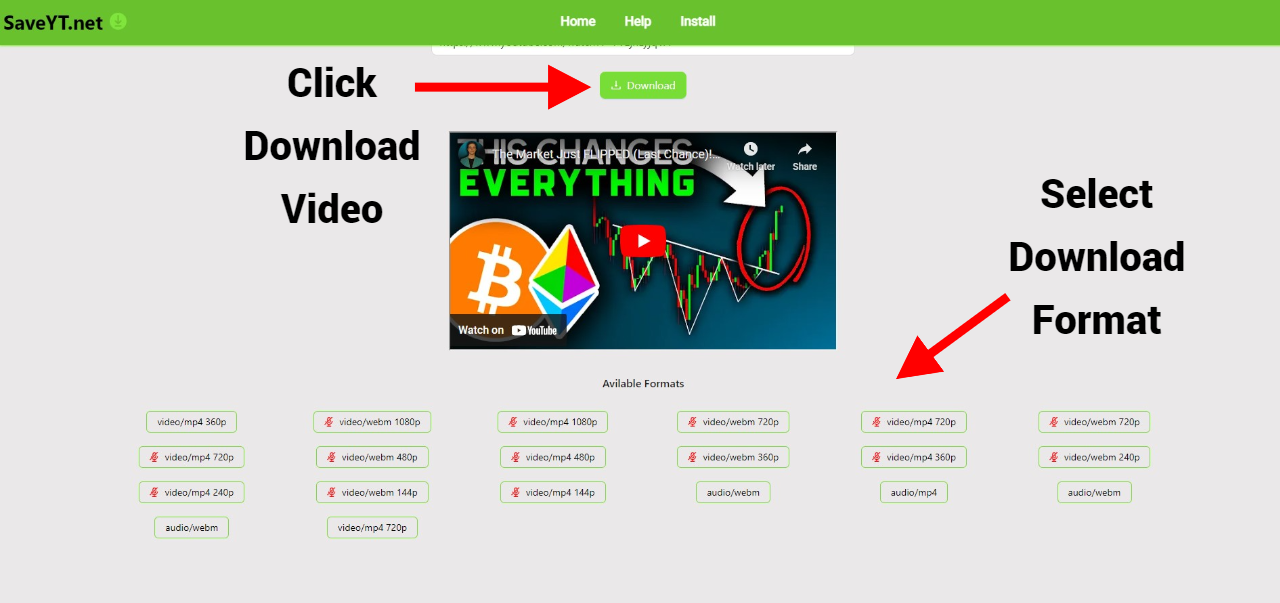 SaveYT.net
Home Help Install
Click
Download
Video
Download
THIS CHANGES
The Market Just FLIPPED (Last Chance)!...
Watch later
Share
EVERYTHING
Watch on YouTube
Select
Download
Format
Avilable Formats
video/mp4 360p video/webm 1080p video/mp4 1080p video/webm 720p video/mp4 720p video/webm 720p
video/mp4 720p video/webm 480p video/mp4 480p video/webm 360p video/mp4 360p video/webm 240p
video/mp4 240p video/webm 144p video/mp4 144p audio/webm audio/mp4 audio/webm
audio/webm video/mp4 720p